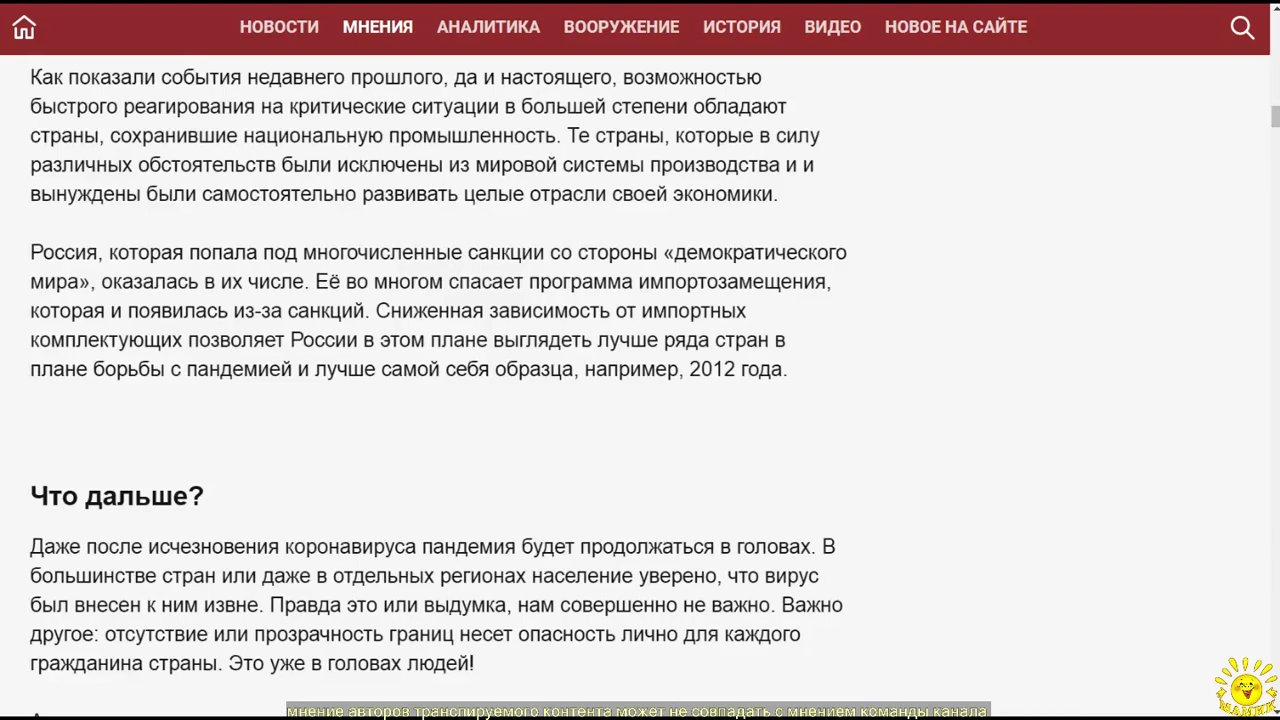 НОВОСТИ МНЕНИЯ АНАЛИТИКА ВООРУЖЕНИЕ ИСТОРИЯ ВИДЕО НОВОЕ НА САЙТЕ
Как показали события недавнего прошлого, да и настоящего, возможностью
быстрого реагирования на критические ситуации в большей степени обладают
страны, сохранившие национальную промышленность. Те страны, которые в силу
различных обстоятельств были исключены из мировой системы производства и и
вынуждены были самостоятельно развивать целые отрасли своей экономики.
Россия, которая попала под многочисленные санкции со стороны «демократического
мира», оказалась в их числе. Её во многом спасает программа импортозамещения,
которая и появилась из-за санкций. Сниженная зависимость от импортных
комплектующих позволяет России в этом плане выглядеть лучше ряда стран в
плане борьбы с пандемией и лучше самой себя образца, например, 2012 года.
Что дальше?
Даже после исчезновения коронавируса пандемия будет продолжаться в головах. В
большинстве стран или даже в отдельных регионах население уверено, что вирус
был внесен к ним извне. Правда это или выдумка, нам совершенно не важно. Важно
другое: отсутствие или прозрачность границ несет опасность лично для каждого
гражданина страны. Это уже в головах людей!
мнение авторов транслируемого контента может не совпадать с мнением команды канала